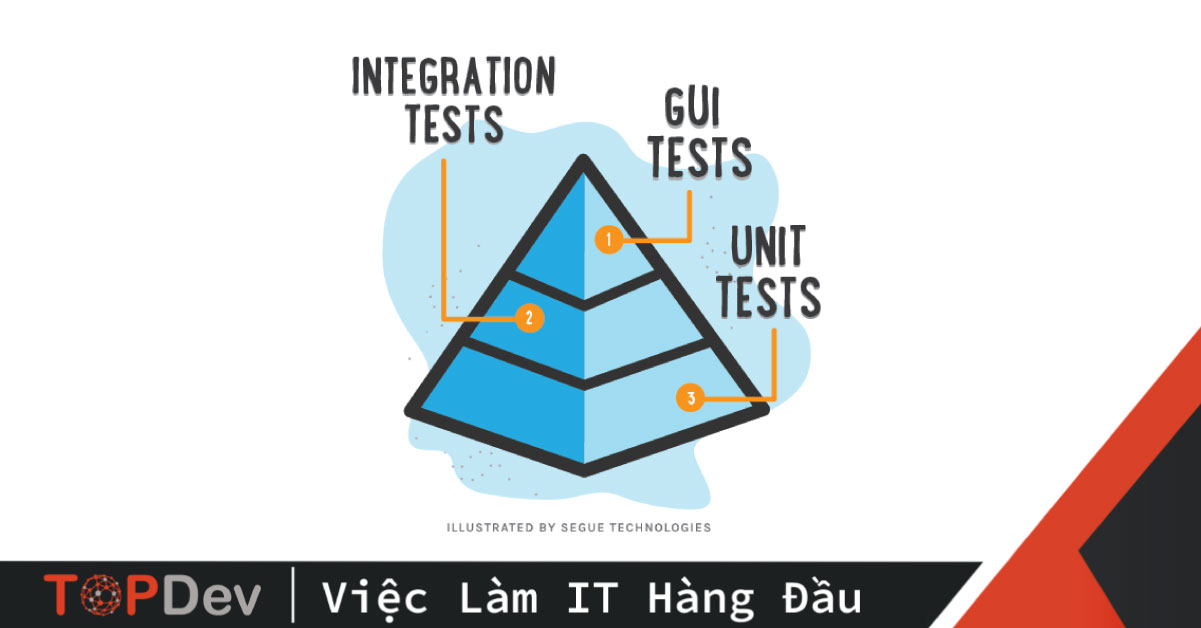 INTEGRATION
TESTS
GUI
TESTS
UNIT
TESTS
1
2
3
ILLUSTRATED BY SEGUE TECHNOLOGIES
TOPDev | Việc Làm IT Hàng Đầu